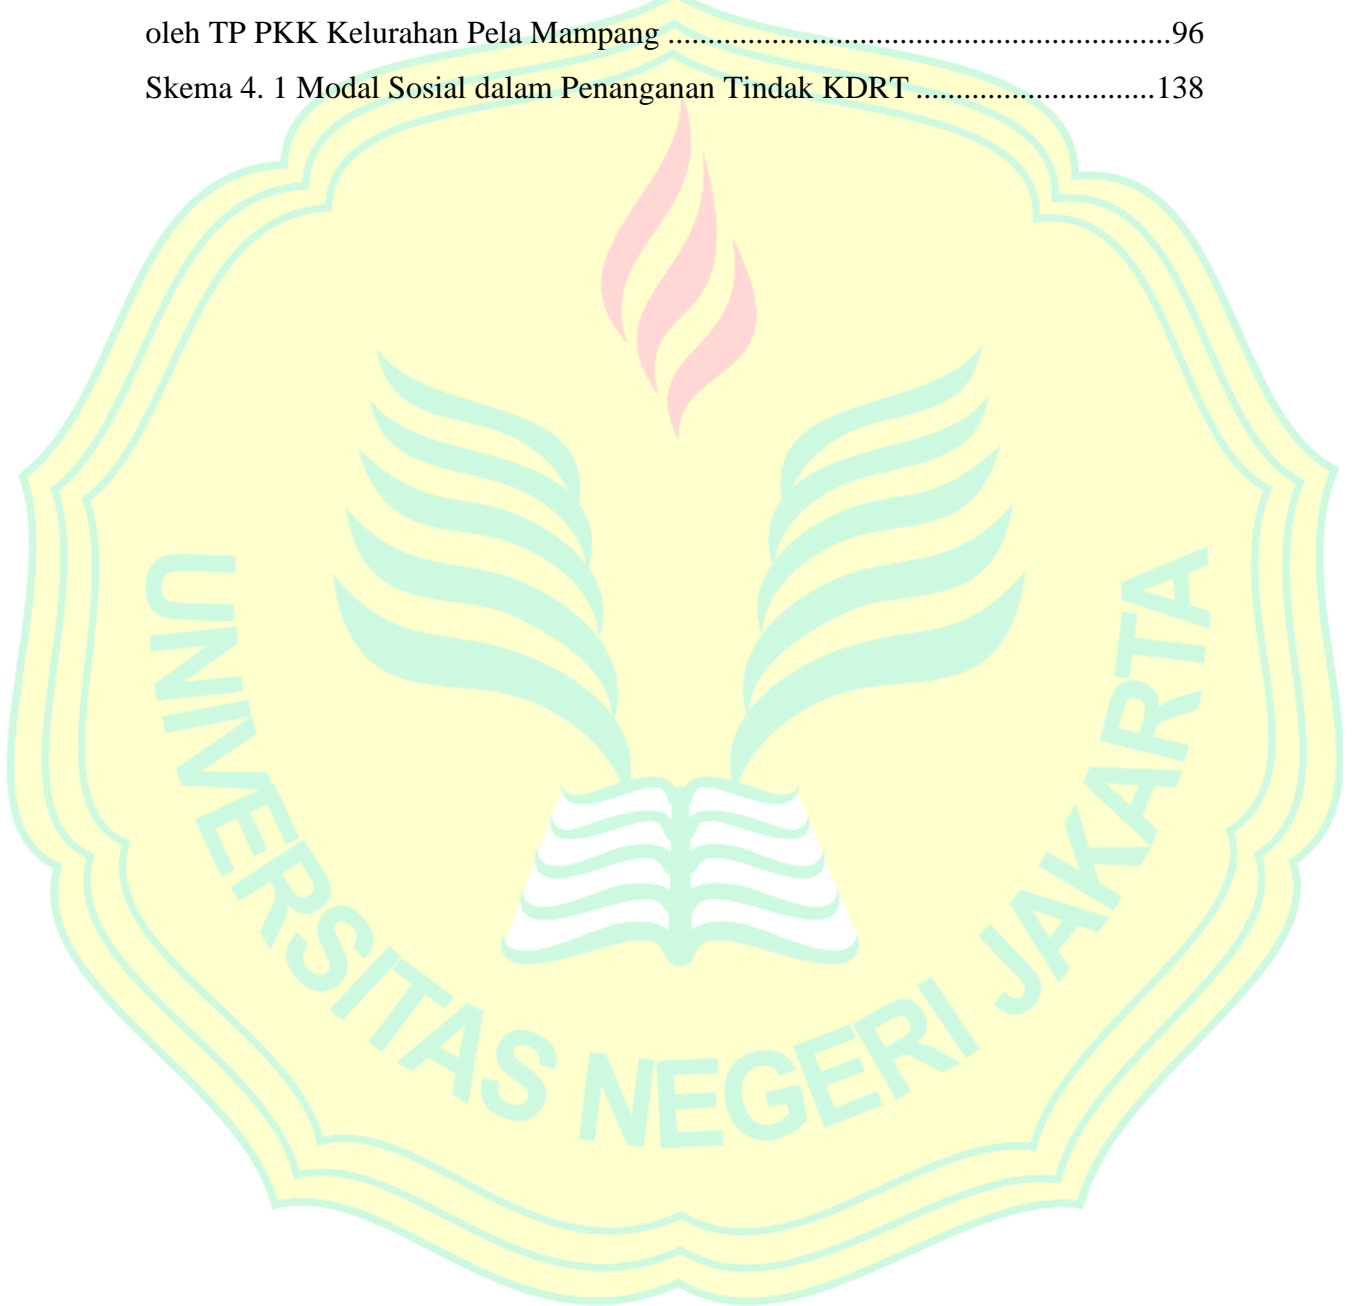 oleh TP PKK Kelurahan Pela Mampang ................................................................96
Skema 4. 1 Modal Sosial dalam Penanganan Tindak KDRT ..............................138
UNIVERSITAS NEGERI JAKARTA